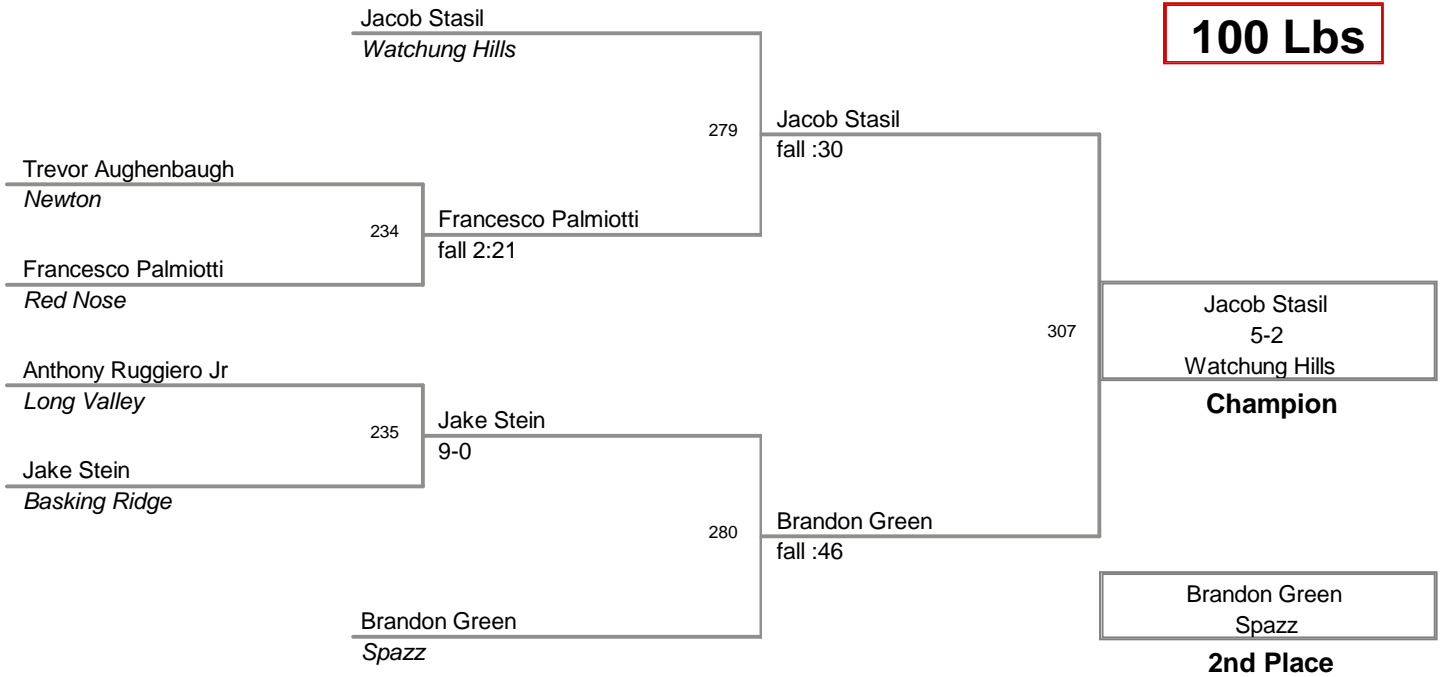 Jacob Stasil
Watchung Hills
100 Lbs
279
Jacob Stasil
fall :30
Trevor Aughenbaugh
Newton
234
Francesco Palmiotti
fall 2:21
Francesco Palmiotti
Red Nose
307
Jacob Stasil
5-2
Watchung Hills
Champion
Anthony Ruggiero Jr
Long Valley
235
Jake Stein
9-0
Jake Stein
Basking Ridge
280
Brandon Green
fall :46
Brandon Green
Spazz
Brandon Green
Spazz
2nd Place